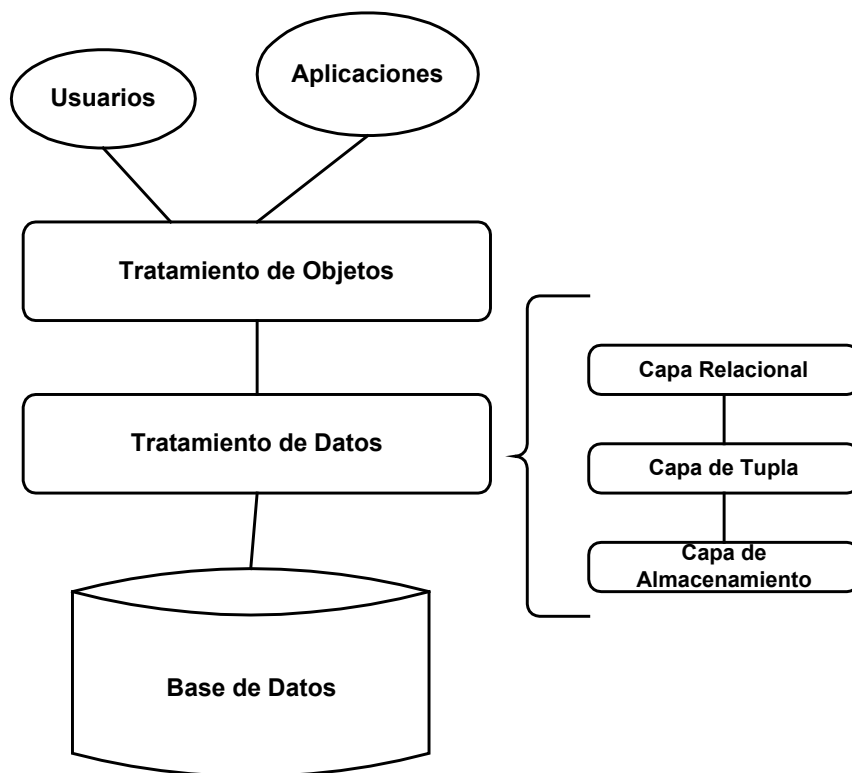 Usuarios
Aplicaciones
Tratamiento de Objetos
Tratamiento de Datos
Base de Datos
Capa Relacional
Capa de Tupla
Capa de
Almacenamiento